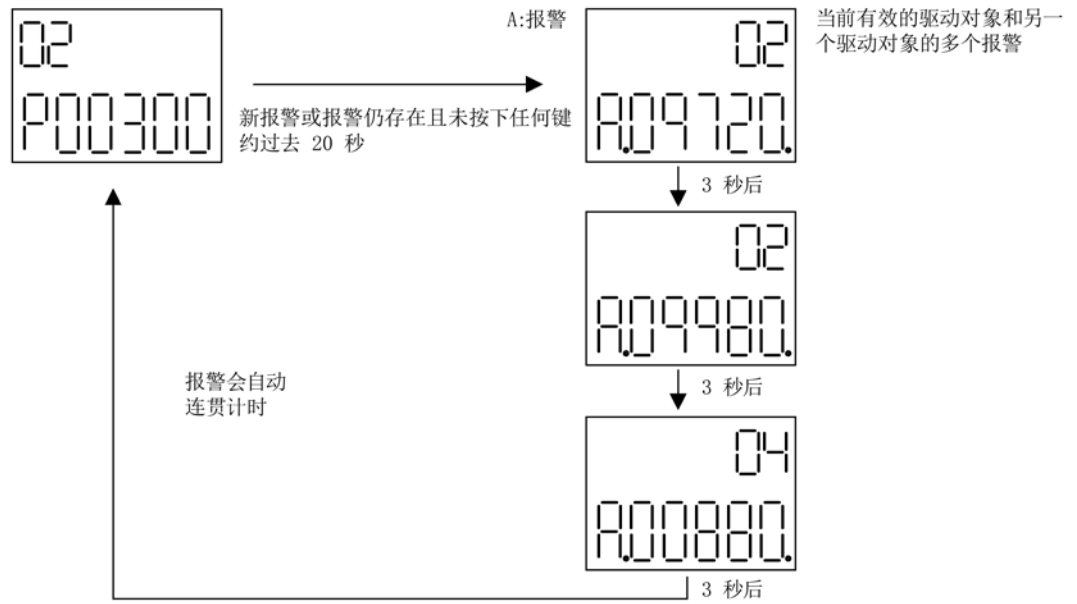 02
P00300
新报警或报警仍存在且未按下任何键
约过去 20 秒
A:报警
02
A.09720.
当前有效的驱动对象和另一
个驱动对象的多个报警
3 秒后
02
A.09980.
3 秒后
04
A.00880.
3 秒后
报警会自动
连贯计时